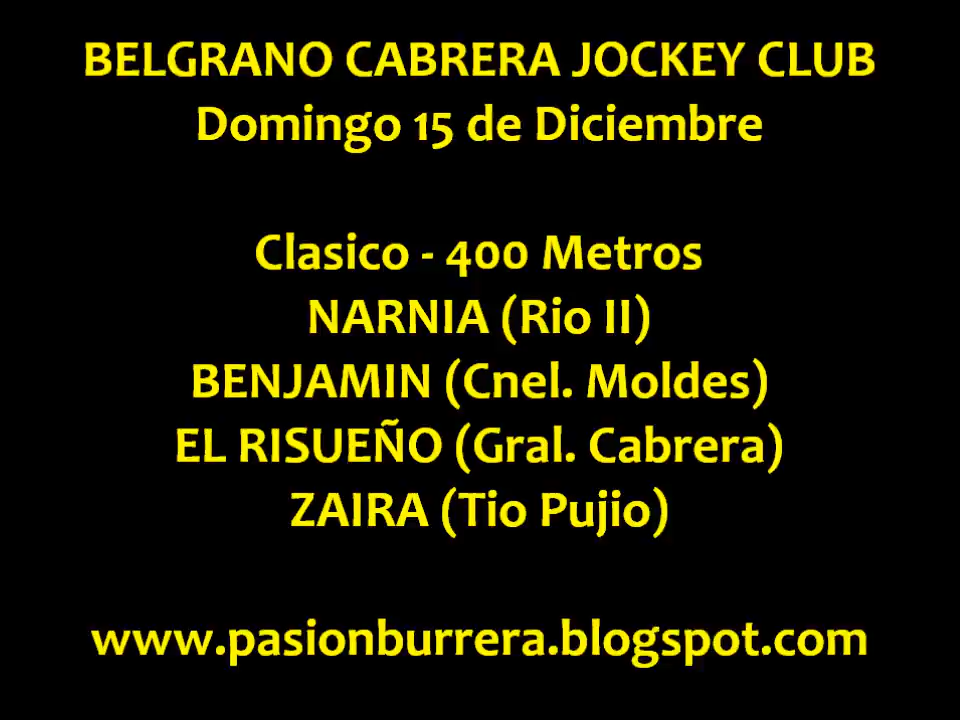 BELGRANO CABRERA JOCKEY CLUB
Domingo 15 de Diciembre
Clasico - 400 Metros
NARNIA (Rio II)
BENJAMIN (Cnel. Moldes)
EL RISUEÑO (Gral. Cabrera)
ZAIRA (Tio Pujio)
www.pasionburrera.blogspot.com